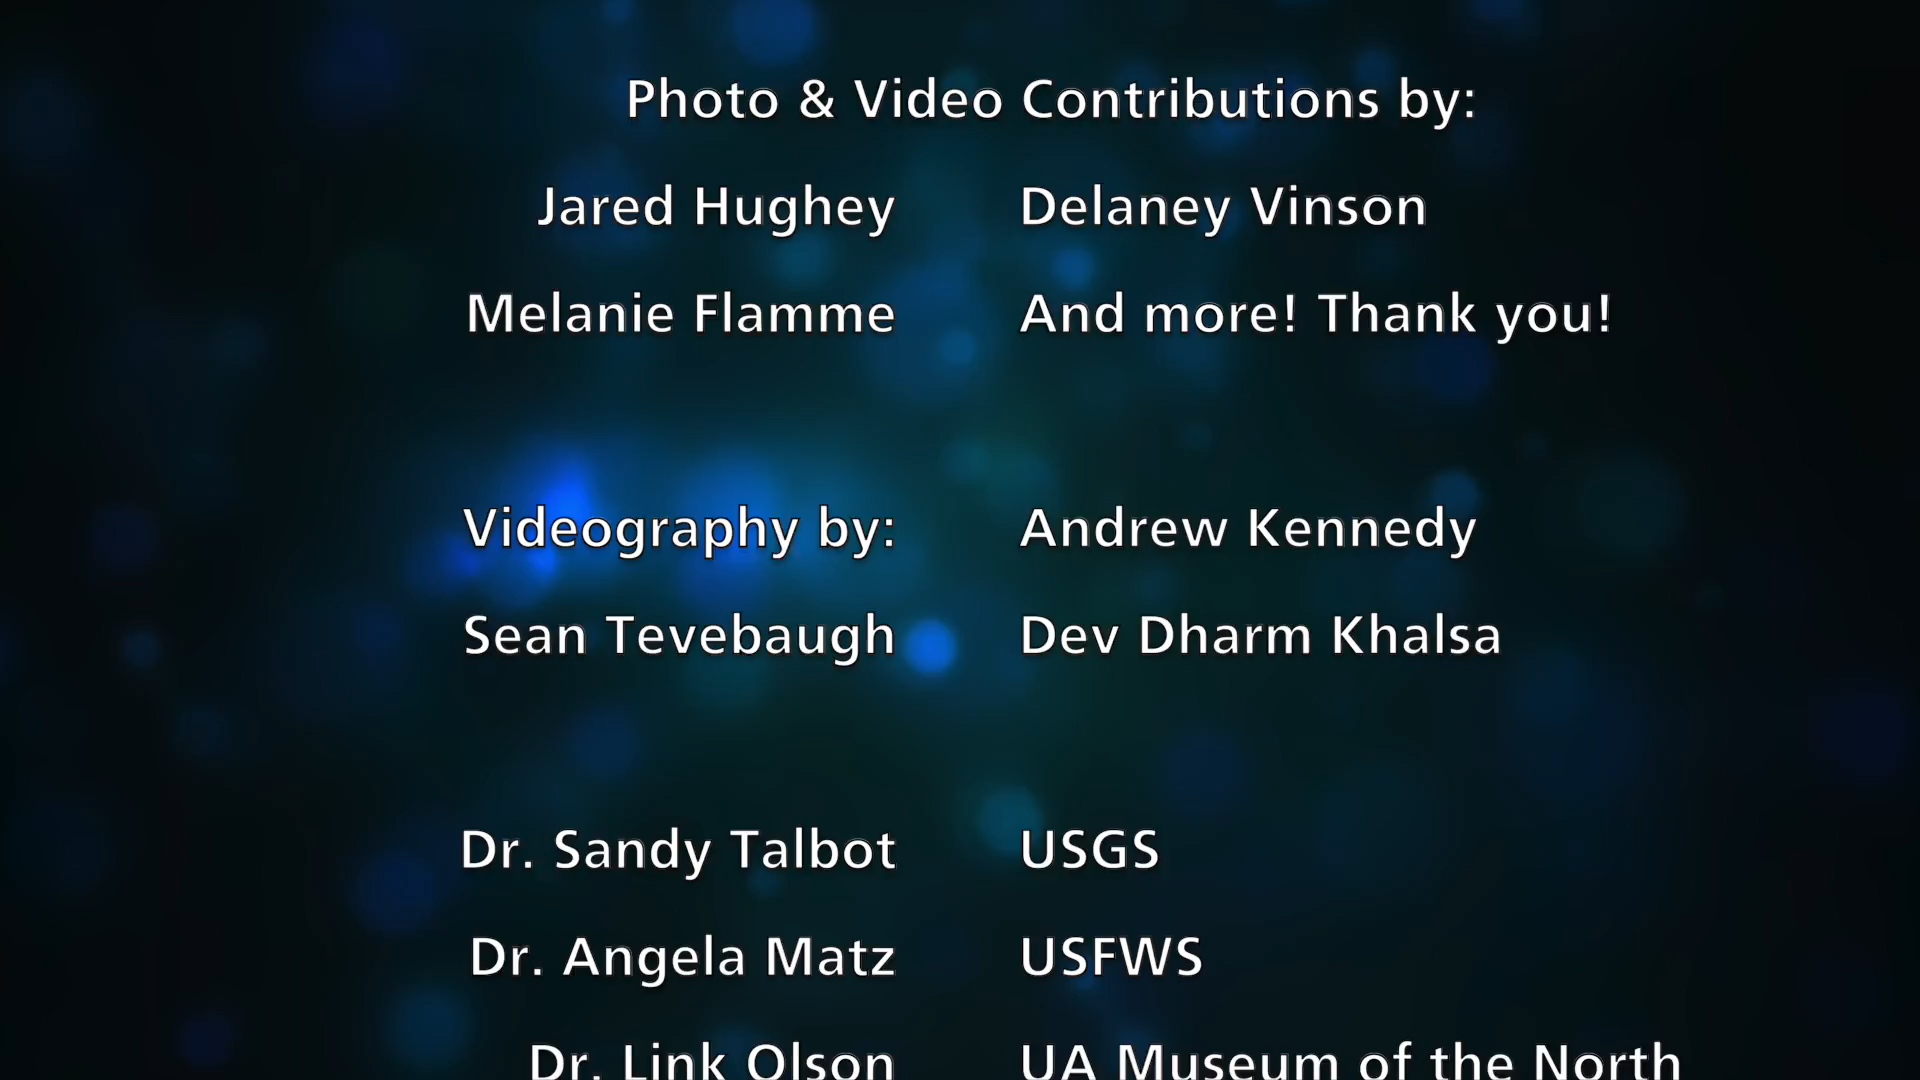 Photo & Video Contributions by:
Jared Hughey Delaney Vinson
Melanie Flamme And more! Thank you!
Videography by: Andrew Kennedy
Sean Tevebaugh Dev Dharm Khalsa
Dr. Sandy Talbot USGS
Dr. Angela Matz USFWS
Dr. Link Olson UA Museum of the North